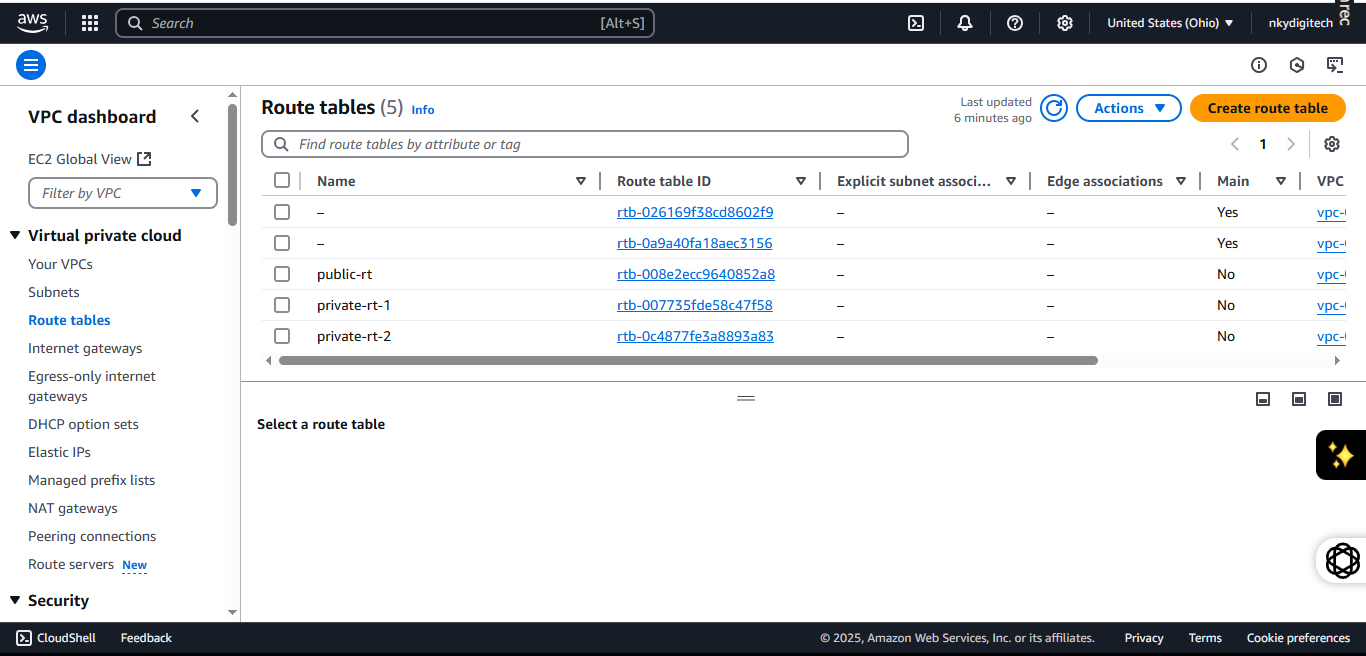 aws
Search
[Alt+S]
United States (Ohio)
nkydigitech
rec
VPC dashboard
EC2 Global View
Filter by VPC
Virtual private cloud
Your VPCs
Subnets
Route tables
Internet gateways
Egress-only internet
gateways
DHCP option sets
Elastic IPs
Managed prefix lists
NAT gateways
Peering connections
Route servers New
Security
Route tables (5) Info
Last updated
6 minutes ago
Actions
Create route table
Find route tables by attribute or tag
1
Name Route table ID Explicit subnet associ... Edge associations Main VPC
– rtb-026169f38cd8602f9 – – Yes vpc-
– rtb-0a9a40fa18aec3156 – – Yes vpc-
public-rt rtb-008e2ecc9640852a8 – – No vpc-
private-rt-1 rtb-007735fde58c47f58 – – No vpc-
private-rt-2 rtb-0c4877fe3a8893a83 – – No vpc-
Select a route table
CloudShell Feedback © 2025, Amazon Web Services, Inc. or its affiliates. Privacy Terms Cookie preferences